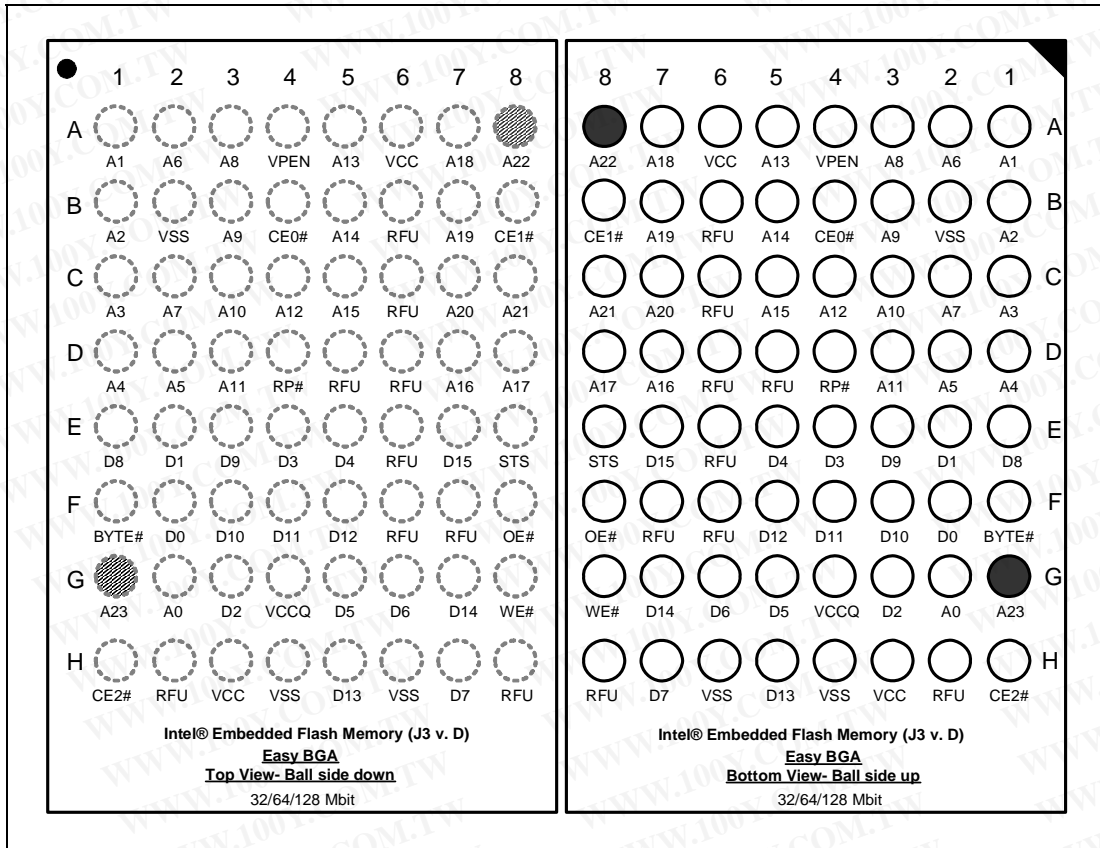 1 2 3 4 5 6 7 8
A
A1 A6 A8 VPEN A13 VCC A18 A22
B
A2 VSS A9 CE0# A14 RFU A19 CE1#
C
A3 A7 A10 A12 A15 RFU A20 A21
D
A4 A5 A11 RP# RFU RFU A16 A17
E
D8 D1 D9 D3 D4 RFU D15 STS
F
BYTE# D0 D10 D11 D12 RFU RFU OE#
G
A23 A0 D2 VCCQ D5 D6 D14 WE#
H
CE2# RFU VCC VSS D13 VSS D7 RFU
Intel® Embedded Flash Memory (J3 v. D)
Easy BGA
Top View- Ball side down
32/64/128 Mbit
8 7 6 5 4 3 2 1
A
A22 A18 VCC A13 VPEN A8 A6 A1
B
CE1# A19 RFU A14 CE0# A9 VSS A2
C
A21 A20 RFU A15 A12 A10 A7 A3
D
A17 A16 RFU RFU RP# A11 A5 A4
E
STS D15 RFU D4 D3 D9 D1 D8
F
OE# RFU RFU D12 D11 D10 D0 BYTE#
G
WE# D14 D6 D5 VCCQ D2 A0 A23
H
RFU D7 VSS D13 VSS VCC RFU CE2#
Intel® Embedded Flash Memory (J3 v. D)
Easy BGA
Bottom View- Ball side up
32/64/128 Mbit
WWW.100Y.COM.TW